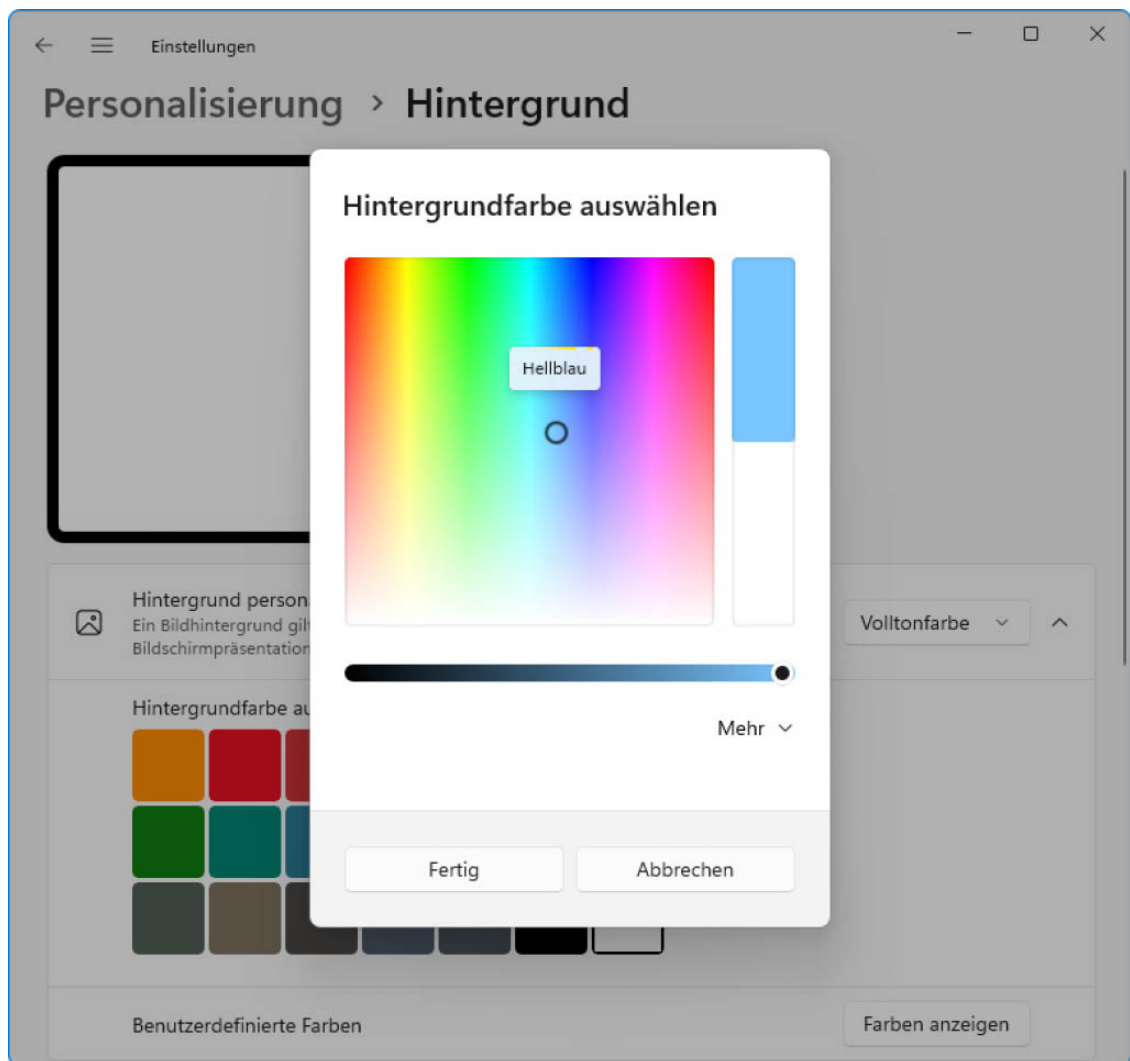 Einstellungen
Personalisierung > Hintergrund
Hintergrundfarbe auswählen
Hellblau
Mehr
Fertig
Abbrechen
Hintergrund person
Ein Bildhintergrund gilt
Bildschirmpräsentation
Volltonfarbe
Hintergrundfarbe au
Benutzerdefinierte Farben
Farben anzeigen